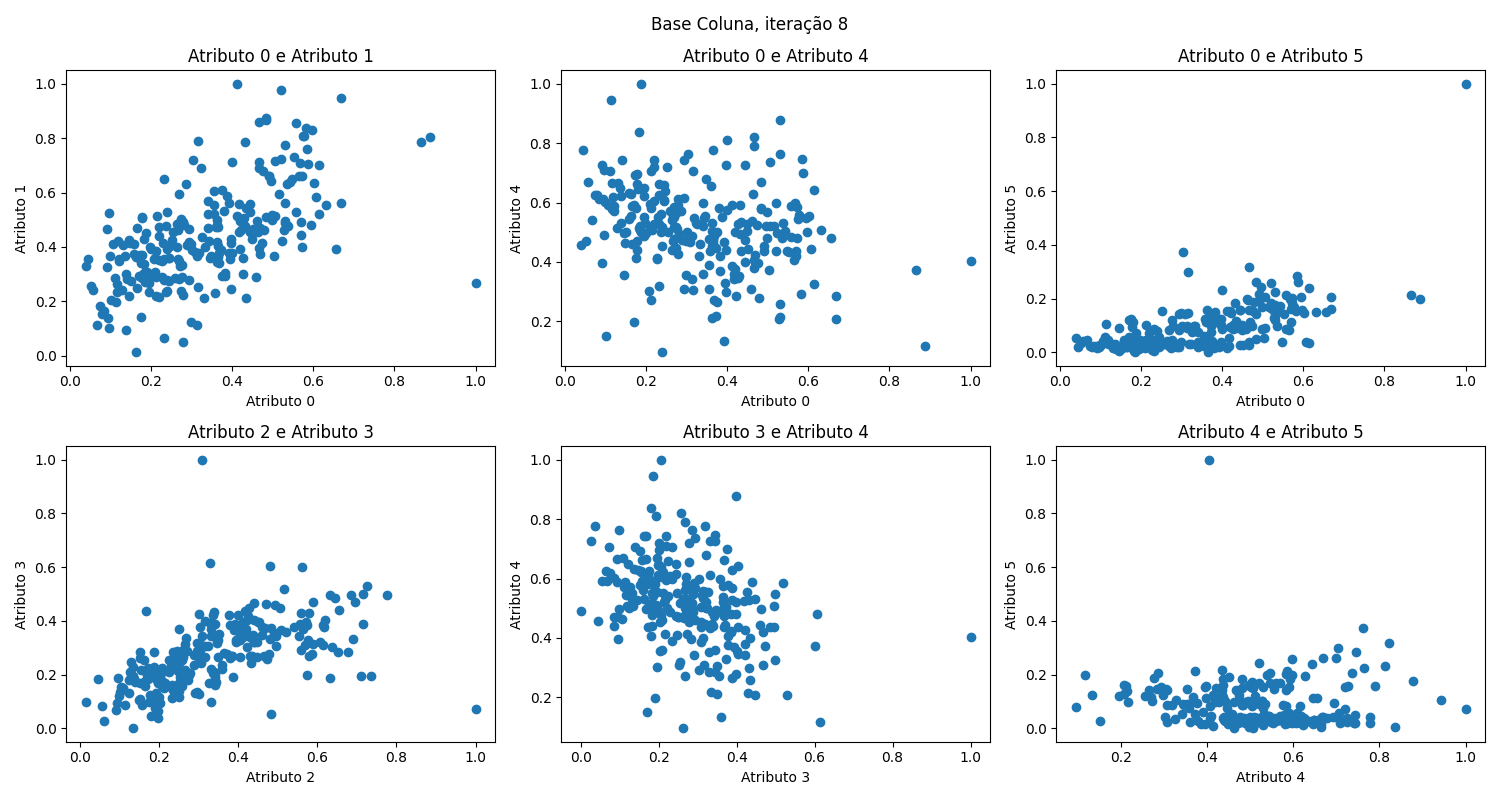 Base Coluna, iteração 8
Atributo 0 e Atributo 1
Atributo 0 e Atributo 4
Atributo 0 e Atributo 5
1.0
0.8
0.6
0.4
0.2
0.0
Atributo 1
0.0 0.2 0.4 0.6 0.8 1.0
Atributo 0
1.0
0.8
0.6
0.4
0.2
Atributo 4
0.0 0.2 0.4 0.6 0.8 1.0
Atributo 0
1.0
0.8
0.6
0.4
0.2
0.0
Atributo 5
0.0 0.2 0.4 0.6 0.8 1.0
Atributo 0
Atributo 2 e Atributo 3
Atributo 3 e Atributo 4
Atributo 4 e Atributo 5
1.0
0.8
0.6
0.4
0.2
0.0
Atributo 3
0.0 0.2 0.4 0.6 0.8 1.0
Atributo 2
1.0
0.8
0.6
0.4
0.2
Atributo 4
0.0 0.2 0.4 0.6 0.8 1.0
Atributo 3
1.0
0.8
0.6
0.4
0.2
0.0
Atributo 5
0.2 0.4 0.6 0.8 1.0
Atributo 4